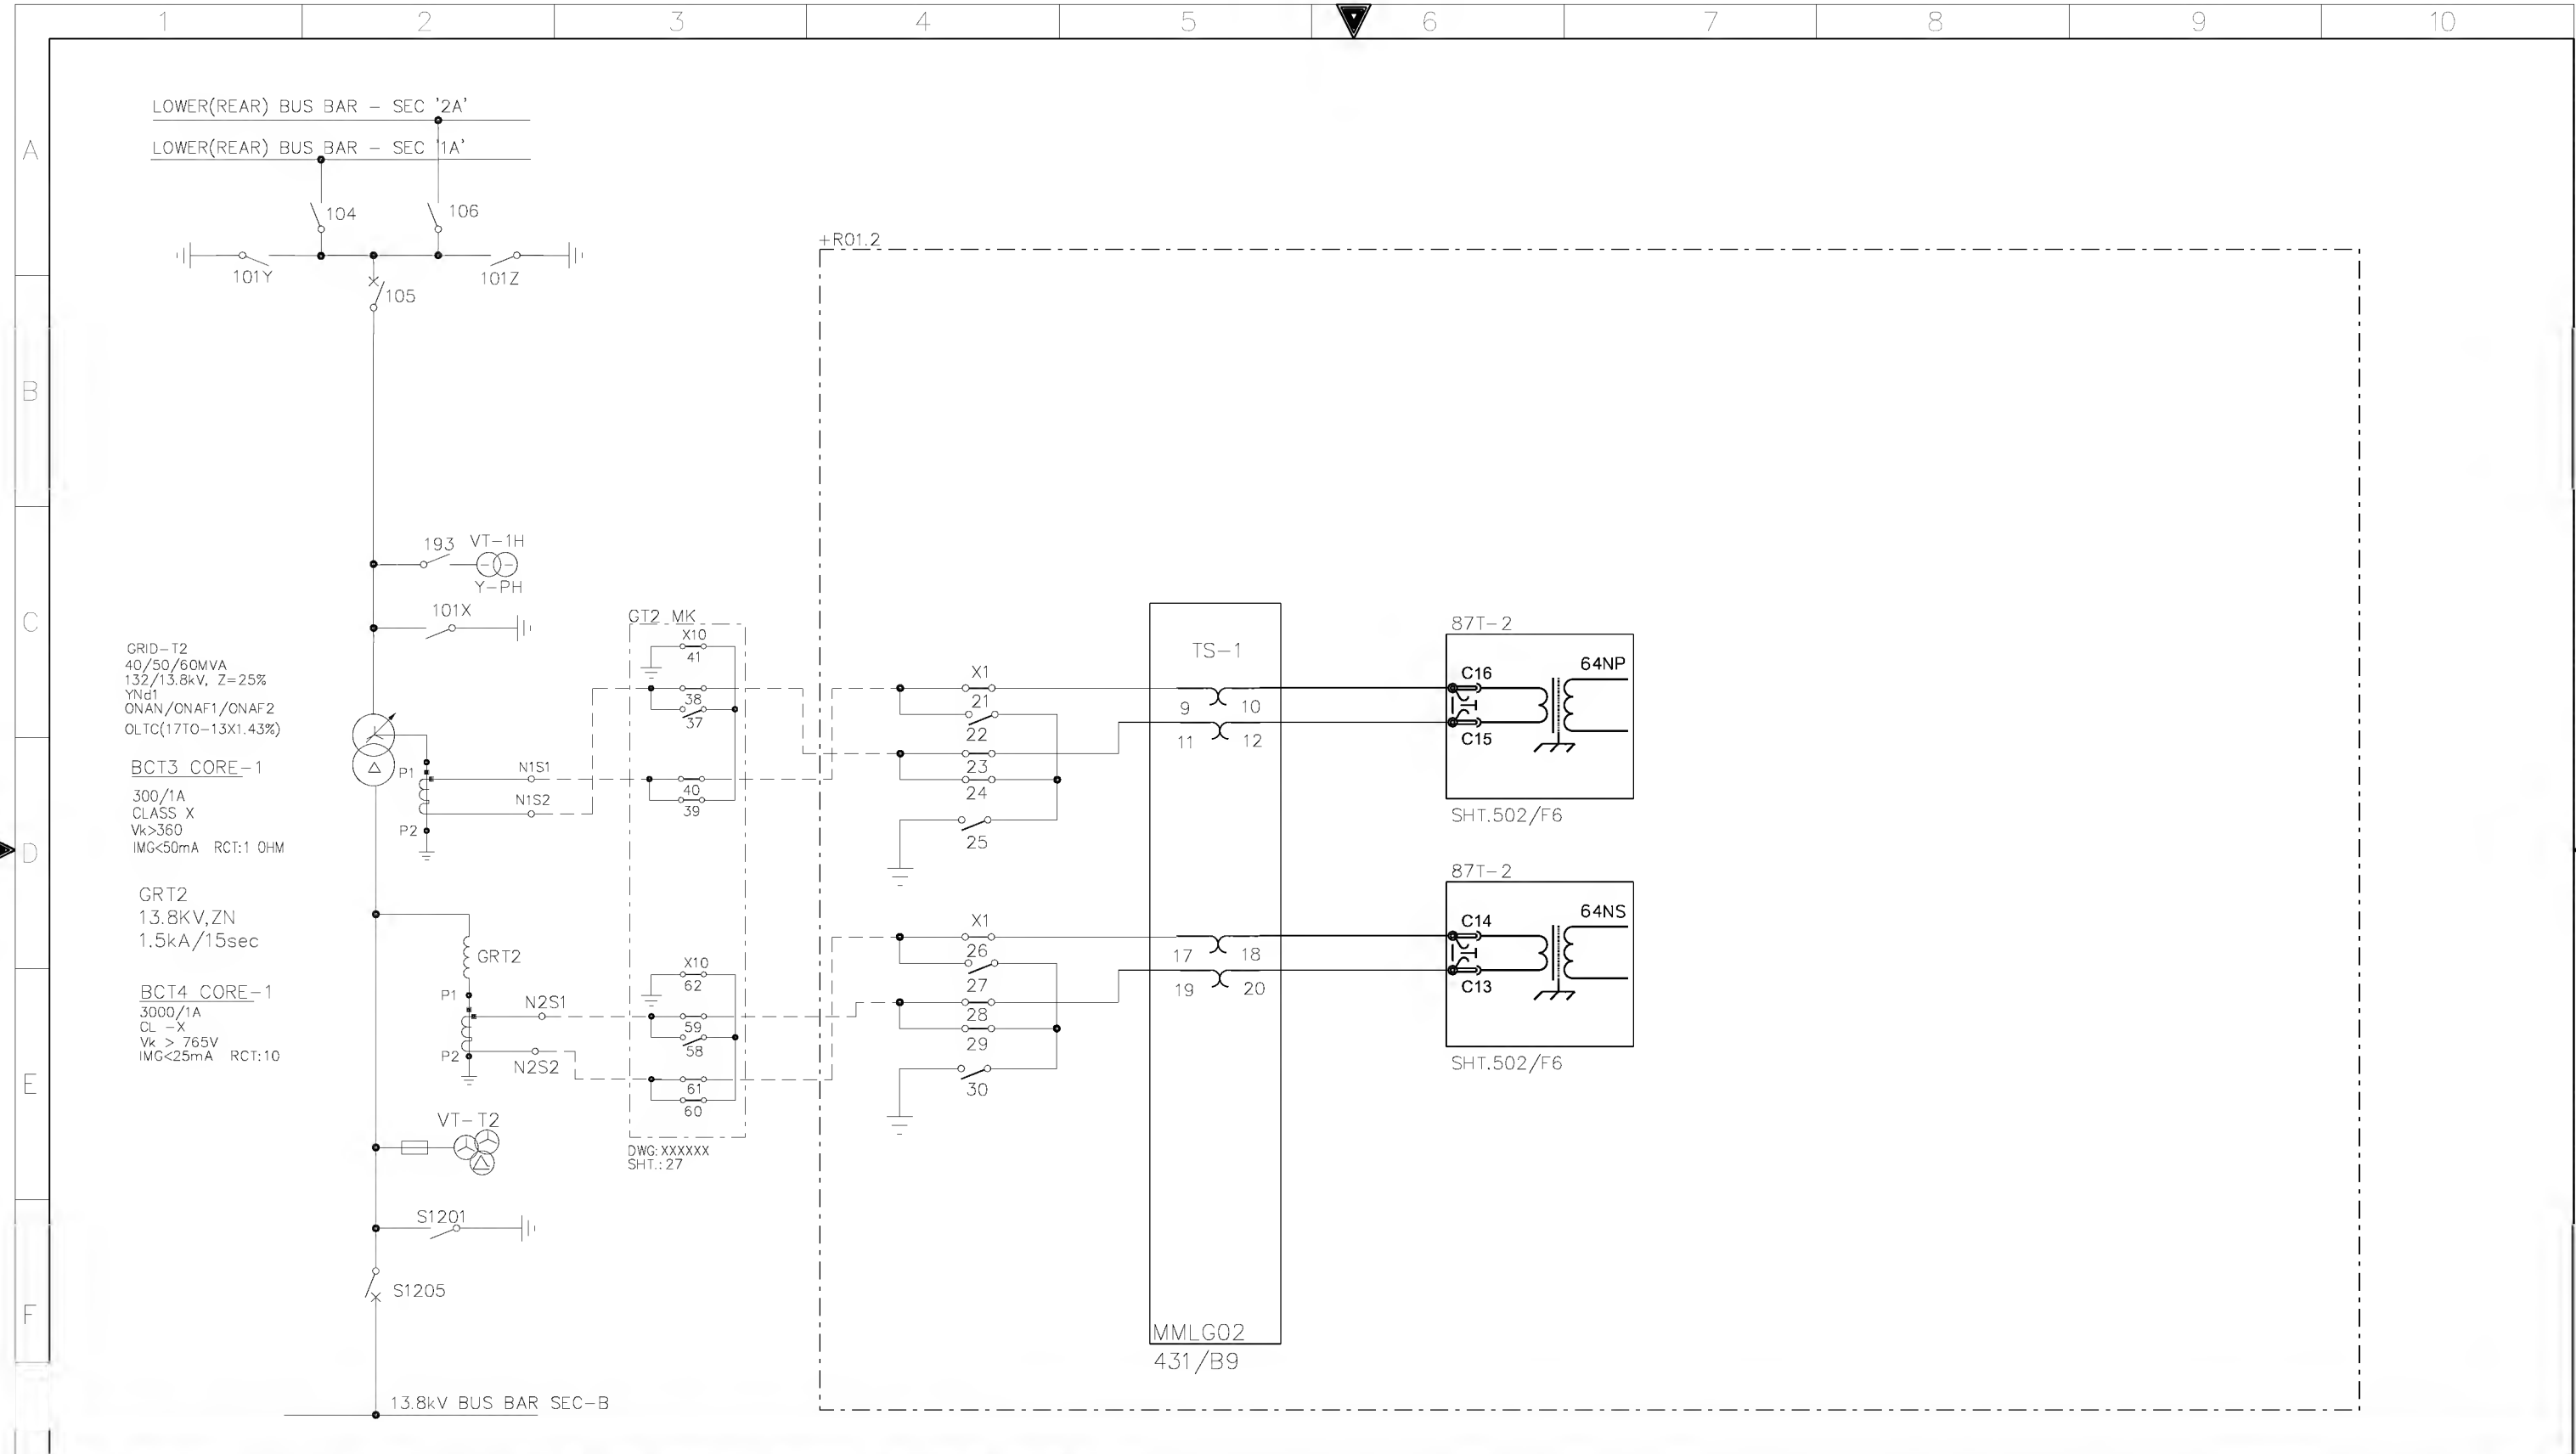 1 2 3 4 5 6 7 8 9 10
A
B
C
D
E
F
LOWER(REAR) BUS BAR - SEC '2A'
LOWER(REAR) BUS BAR - SEC '1A'
104
106
101Y
101Z
105
+R01.2
193
VT-1H
Y-PH
101X
GRID-T2
40/50/60MVA
132/13.8kV, Z=25%
YNd1
ONAN/ONAF1/ONAF2
OLTC(17TO-13X1.43%)
BCT3 CORE-1
300/1A
CLASS X
Vk>360
IMG<50mA RCT:1 OHM
P1
P2
N1S1
N1S2
GRT2
13.8KV,ZN
1.5kA/15sec
GRT2
BCT4 CORE-1
3000/1A
CL -X
Vk > 765V
IMG<25mA RCT:10
P1
P2
N2S1
N2S2
VT-T2
S1201
S1205
13.8kV BUS BAR SEC-B
GT2 MK
X10
41
38
37
40
39
X10
62
59
58
61
60
DWG:XXXXXX
SHT.:27
X1
21
22
23
24
25
X1
26
27
28
29
30
TS-1
9 10
11 12
17 18
19 20
MMLG02
431/B9
87T-2
C16
64NP
C15
SHT.502/F6
87T-2
C14
64NS
C13
SHT.502/F6